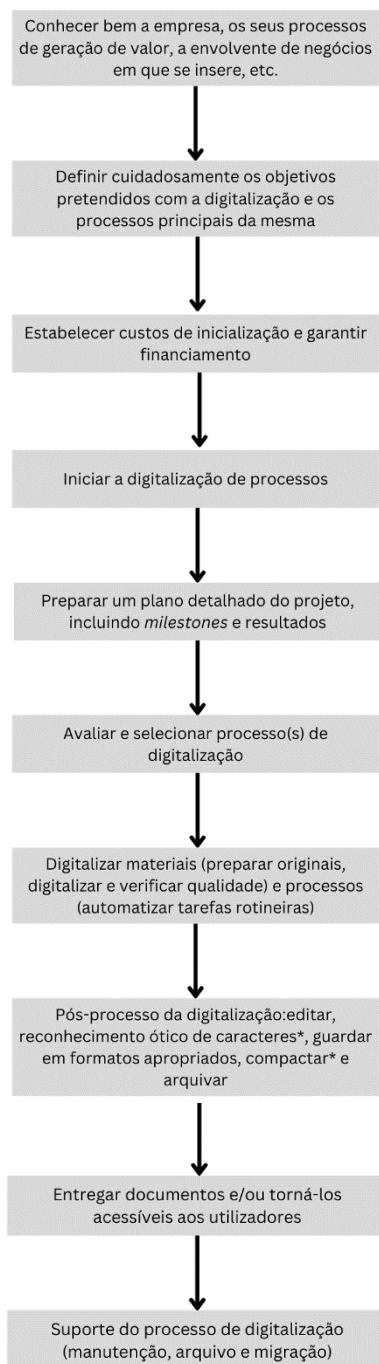 Conhecer bem a empresa, os seus processos
de geração de valor, a envolvente de negócios
em que se insere, etc.
Definir cuidadosamente os objetivos
pretendidos com a digitalização e os
processos principais da mesma
Estabelecer custos de inicialização e garantir
financiamento
Iniciar a digitalização de processos
Preparar um plano detalhado do projeto,
incluindo milestones e resultados
Avaliar e selecionar processo(s) de
digitalização
Digitalizar materiais (preparar originais,
digitalizar e verificar qualidade) e processos
(automatizar tarefas rotineiras)
Pós-processo da digitalização:editar,
reconhecimento ótico de caracteres*, guardar
em formatos apropriados, compactar* e
arquivar
Entregar documentos e/ou torná-los
acessíveis aos utilizadores
Suporte do processo de digitalização
(manutenção, arquivo e migração)